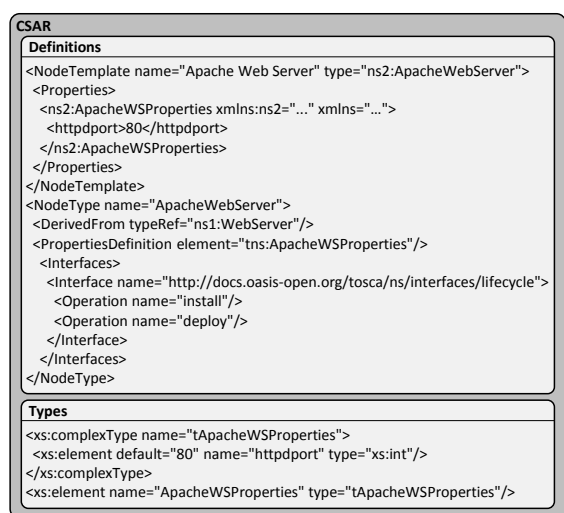 CSAR
Definitions
<NodeTemplate name="Apache Web Server" type="ns2:ApacheWebServer">
<Properties>
<ns2:ApacheWSProperties xmlns:ns2="..." xmlns="...">
<httpdport>80</httpdport>
</ns2:ApacheWSProperties>
</Properties>
</NodeTemplate>
<NodeType name="ApacheWebServer">
<DerivedFrom typeRef="ns1:WebServer"/>
<PropertiesDefinition element="tns:ApacheWSProperties"/>
<Interfaces>
<Interface name="http://docs.oasis-open.org/tosca/ns/interfaces/lifecycle">
<Operation name="install"/>
<Operation name="deploy"/>
</Interface>
</Interfaces>
</NodeType>
Types
<xs:complexType name="tApacheWSProperties">
<xs:element default="80" name="httpdport" type="xs:int"/>
</xs:complexType>
<xs:element name="ApacheProperties" type="tApacheWSProperties"/>